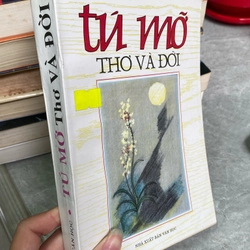 tú mỡ
THƠ VÀ ĐỜI
NHÀ XUẤT BẢN VĂN HỌC
TÚ MỠ THƠ VÀ ĐỜI